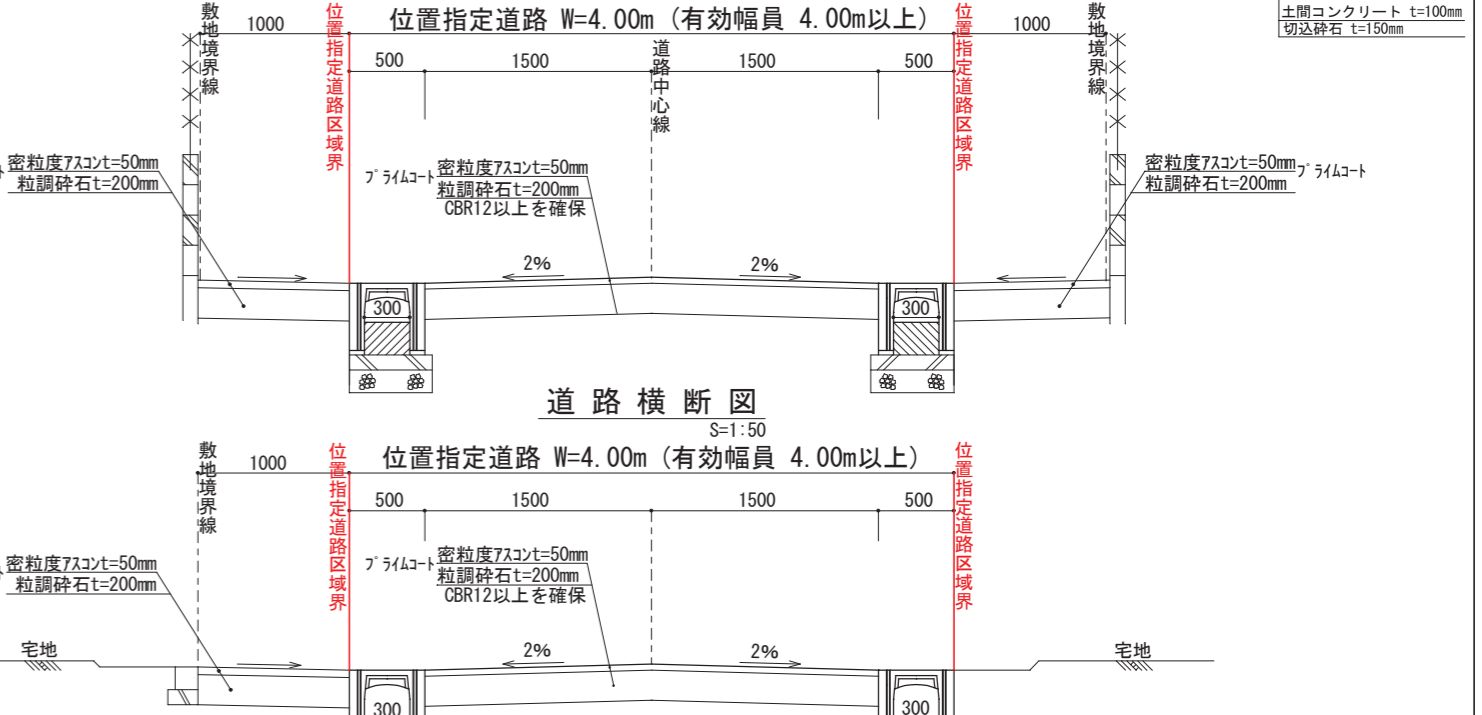 土間コンクリート t=100mm
切込砕石 t=150mm
敷地境界線
1000
位置指定道路区域界
位置指定道路 W=4.00m (有効幅員 4.00m以上)
位置指定道路区域界
1000
敷地境界線
500
1500
道路中心線
1500
500
密粒度アスコンt=50mm
粒調砕石t=200mm
プライムコート
密粒度アスコンt=50mm
粒調砕石t=200mm
CBR12以上を確保
密粒度アスコンt=50mm
プライムコート
粒調砕石t=200mm
2%
2%
300
300
道路横断図
S=1:50
敷地境界線
1000
位置指定道路区域界
位置指定道路 W=4.00m (有効幅員 4.00m以上)
位置指定道路区域界
500
1500
1500
500
密粒度アスコンt=50mm
粒調砕石t=200mm
プライムコート
密粒度アスコンt=50mm
粒調砕石t=200mm
CBR12以上を確保
宅地
2%
2%
宅地
300
300